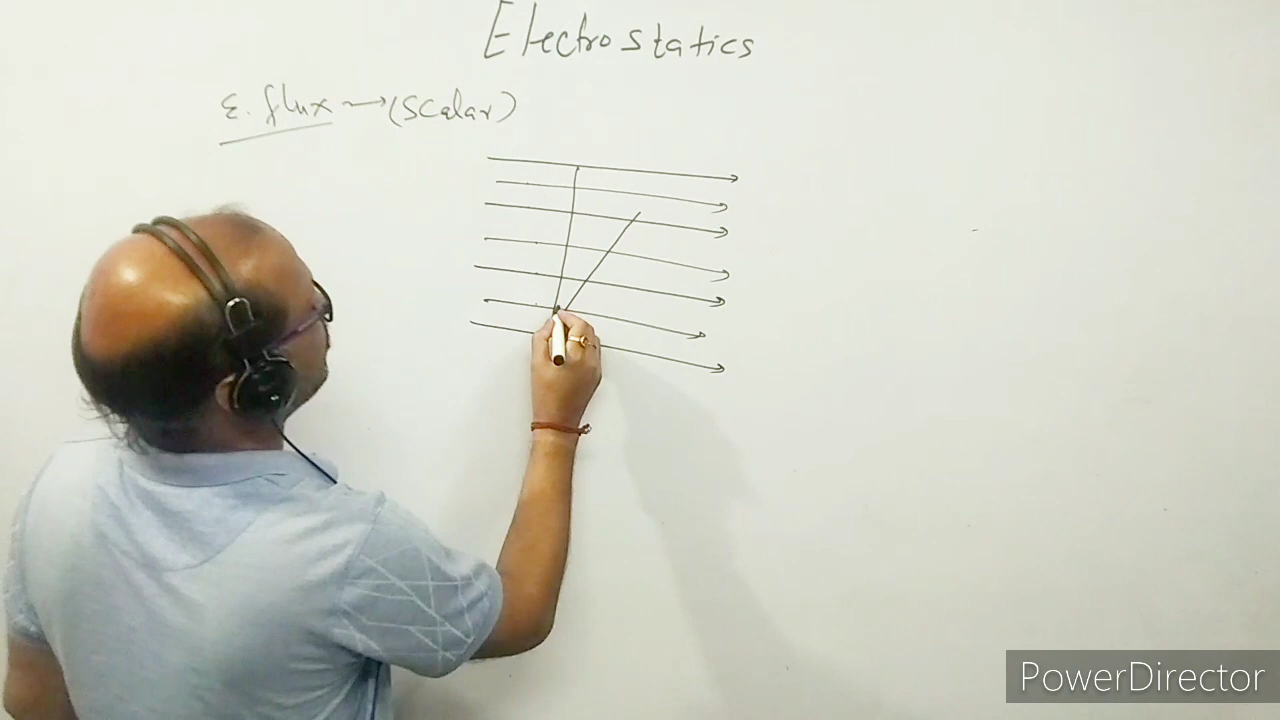 Electrostatics
E. flux → (Scalar)
PowerDirector